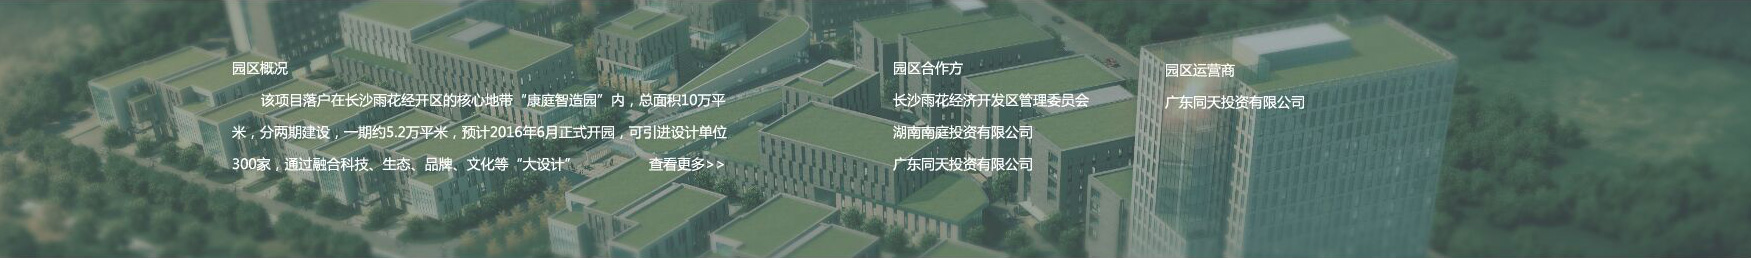 园区概况
该项目落户在长沙雨花经开区的核心地带“康庭智造园”内，总面积10万平
米，分两期建设，一期约5.2万平米，预计2016年6月正式开园，可引进设计单位
300家，通过融合科技、生态、品牌、文化等“大设计”
查看更多>>
园区合作方
长沙雨花经济开发区管理委员会
湖南南庭投资有限公司
广东同天投资有限公司
园区运营商
广东同天投资有限公司